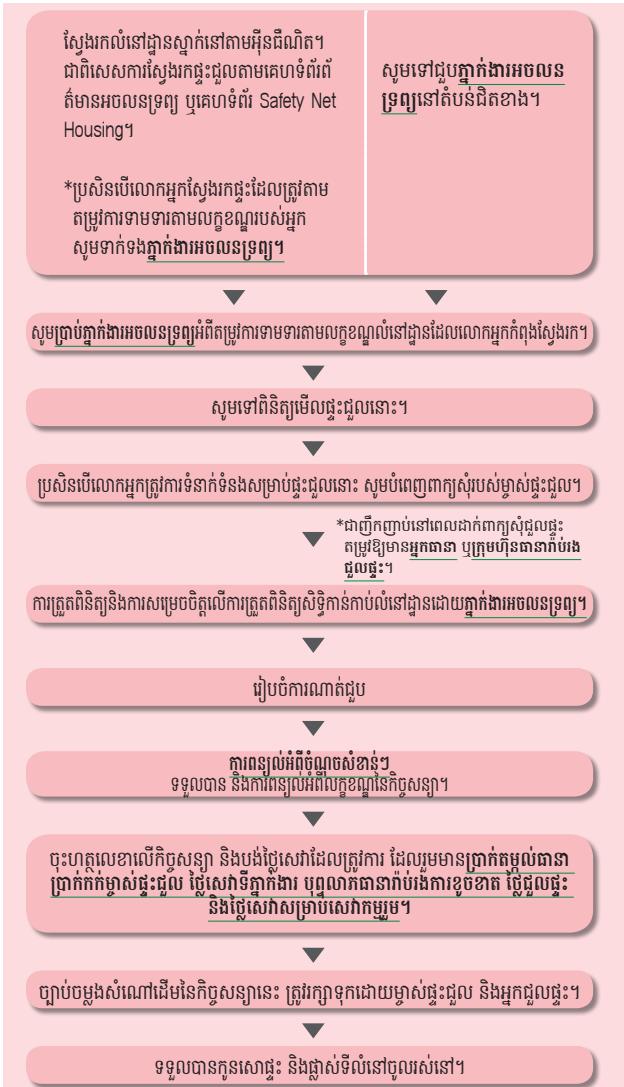 ស្វែងរកលំនៅដ្ឋានស្នាក់នៅតាមអ៊ីនធឺណិត។
ជាពិសេសការស្វែងរកផ្ទះជួលតាមគេហទំព័រព័
ត៌មានអចលនទ្រព្យ ឬគេហទំព័រ Safety Net
Housing។
*ប្រសិនបើលោកអ្នកស្វែងរកផ្ទះដែលត្រូវតាម
តម្រូវការទាមទារតាមលក្ខខណ្ឌរបស់អ្នក
សូមទាក់ទងភ្នាក់ងារអចលនទ្រព្យ។
សូមទៅជួបភ្នាក់ងារអចលន
ទ្រព្យនៅតំបន់ជិតខាង។
សូមប្រាប់ភ្នាក់ងារអចលនទ្រព្យអំពីតម្រូវការទាមទារតាមលក្ខខណ្ឌលំនៅដ្ឋានដែលលោកអ្នកកំពុងស្វែងរក។
សូមទៅពិនិត្យមើលផ្ទះជួលនោះ។
ប្រសិនបើលោកអ្នកត្រូវការទំនាក់ទំនងសម្រាប់ផ្ទះជួលនោះ សូមបំពេញពាក្យសុំរបស់ម្ចាស់ផ្ទះជួល។
*ជាញឹកញាប់នៅពេលដាក់ពាក្យសុំជួលផ្ទះ
តម្រូវឱ្យមានអ្នកធានា ឬក្រុមហ៊ុនធានារ៉ាប់រង
ជួលផ្ទះ។
ការត្រួតពិនិត្យនិងការសម្រេចចិត្តលើការត្រួតពិនិត្យសិទ្ធិកាន់កាប់លំនៅដ្ឋានដោយភ្នាក់ងារអចលនទ្រព្យ។
រៀបចំការណាត់ជួប
ការពន្យល់អំពីចំណុចសំខាន់ៗ
ទទួលបាន និងការពន្យល់អំពីលក្ខខណ្ឌនៃកិច្ចសន្យា។
ចុះហត្ថលេខាលើកិច្ចសន្យា និងបង់ថ្លៃសេវាដែលត្រូវការ ដែលរួមមានប្រាក់តម្កល់ធានា
ប្រាក់កក់ម្ចាស់ផ្ទះជួល ថ្លៃសេវាទីភ្នាក់ងារ បុព្វលាភធានារ៉ាប់រងការខូចខាត ថ្លៃជួលផ្ទះ
និងថ្លៃសេវាសម្រាប់សេវាកម្មរួម។
ច្បាប់ចម្លងសំណៅដើមនៃកិច្ចសន្យានេះ ត្រូវរក្សាទុកដោយម្ចាស់ផ្ទះជួល និងអ្នកជួលផ្ទះ។
ទទួលបានកូនសោផ្ទះ និងផ្លាស់ទីលំនៅចូលរស់នៅ។